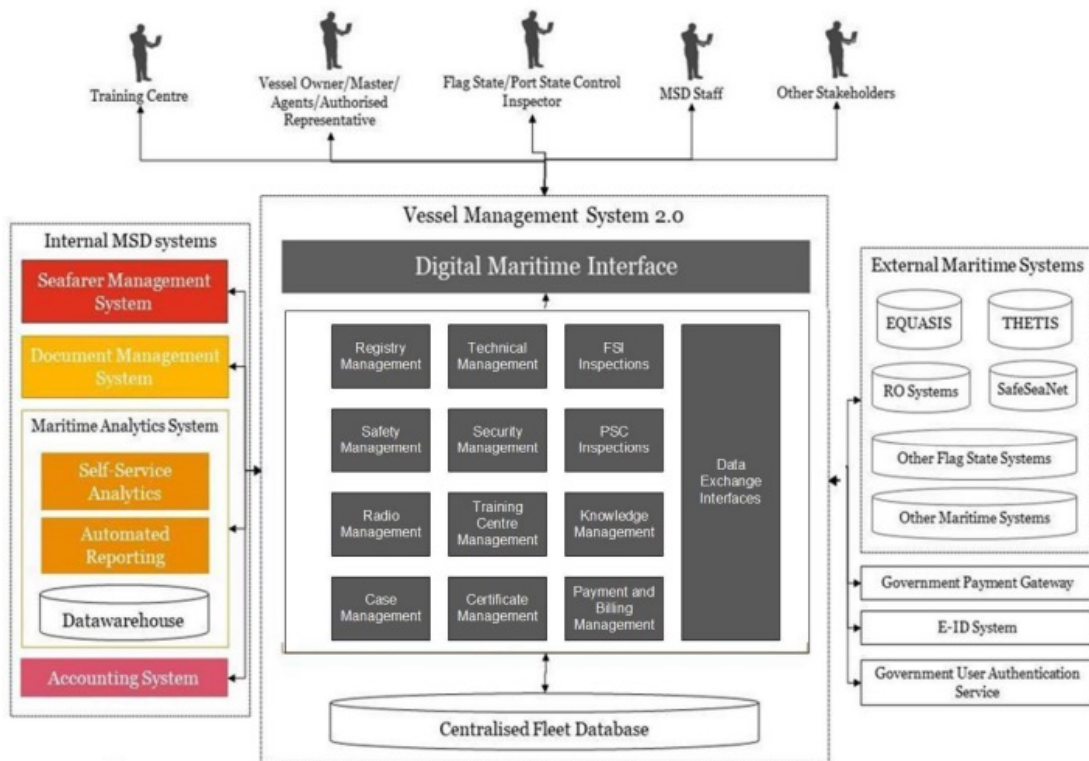 Training Centre
Vessel Owner/Master/
Agents/Authorised
Representative
Flag State/Port State Control
Inspector
MSD Staff
Other Stakeholders
Internal MSD systems
Seafarer Management
System
Document Management
System
Maritime Analytics System
Self-Service
Analytics
Automated
Reporting
Datawarehouse
Accounting System
Vessel Management System 2.0
Digital Maritime Interface
Registry
Management
Technical
Management
FSI
Inspections
Safety
Management
Security
Management
PSC
Inspections
Radio
Management
Training
Centre
Management
Knowledge
Management
Case
Management
Certificate
Management
Payment and
Billing
Management
Data
Exchange
Interfaces
Centralised Fleet Database
External Maritime Systems
EQUASIS
THETIS
RO Systems
SafeSeaNet
Other Flag State Systems
Other Maritime Systems
Government Payment Gateway
E-ID System
Government User Authentication
Service